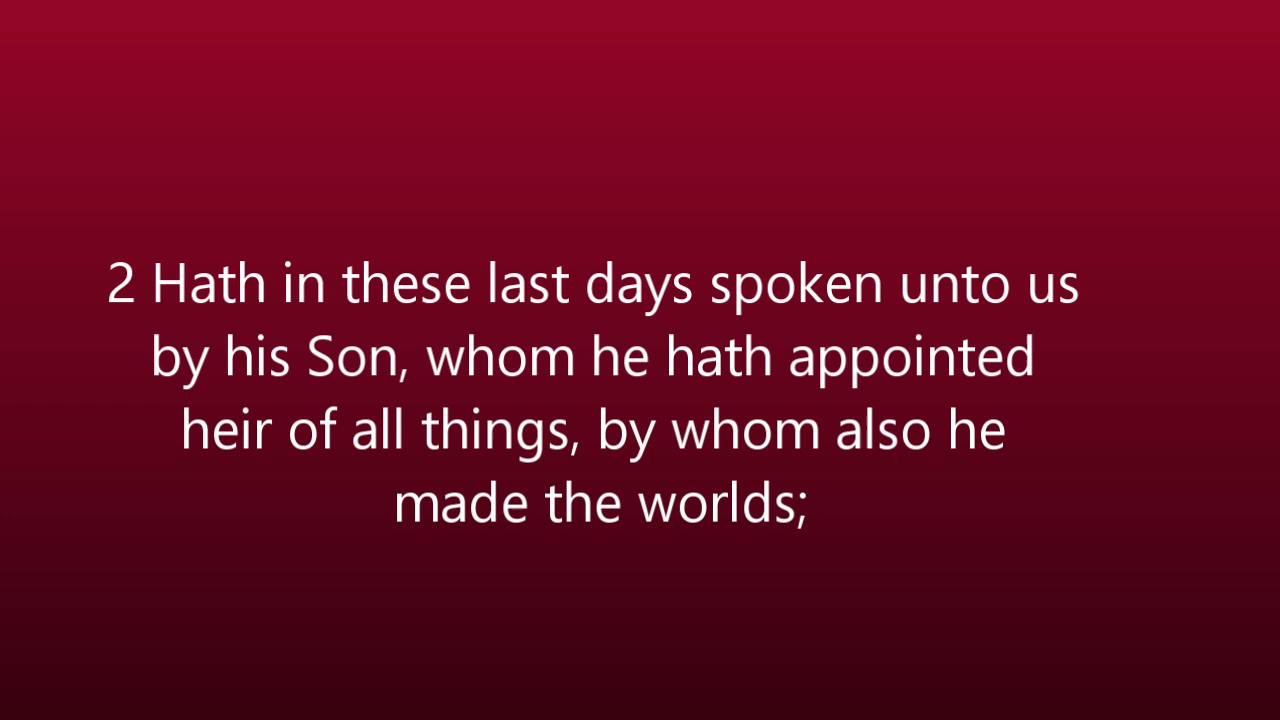 2 Hath in these last days spoken unto us
by his Son, whom he hath appointed
heir of all things, by whom also he
made the worlds;